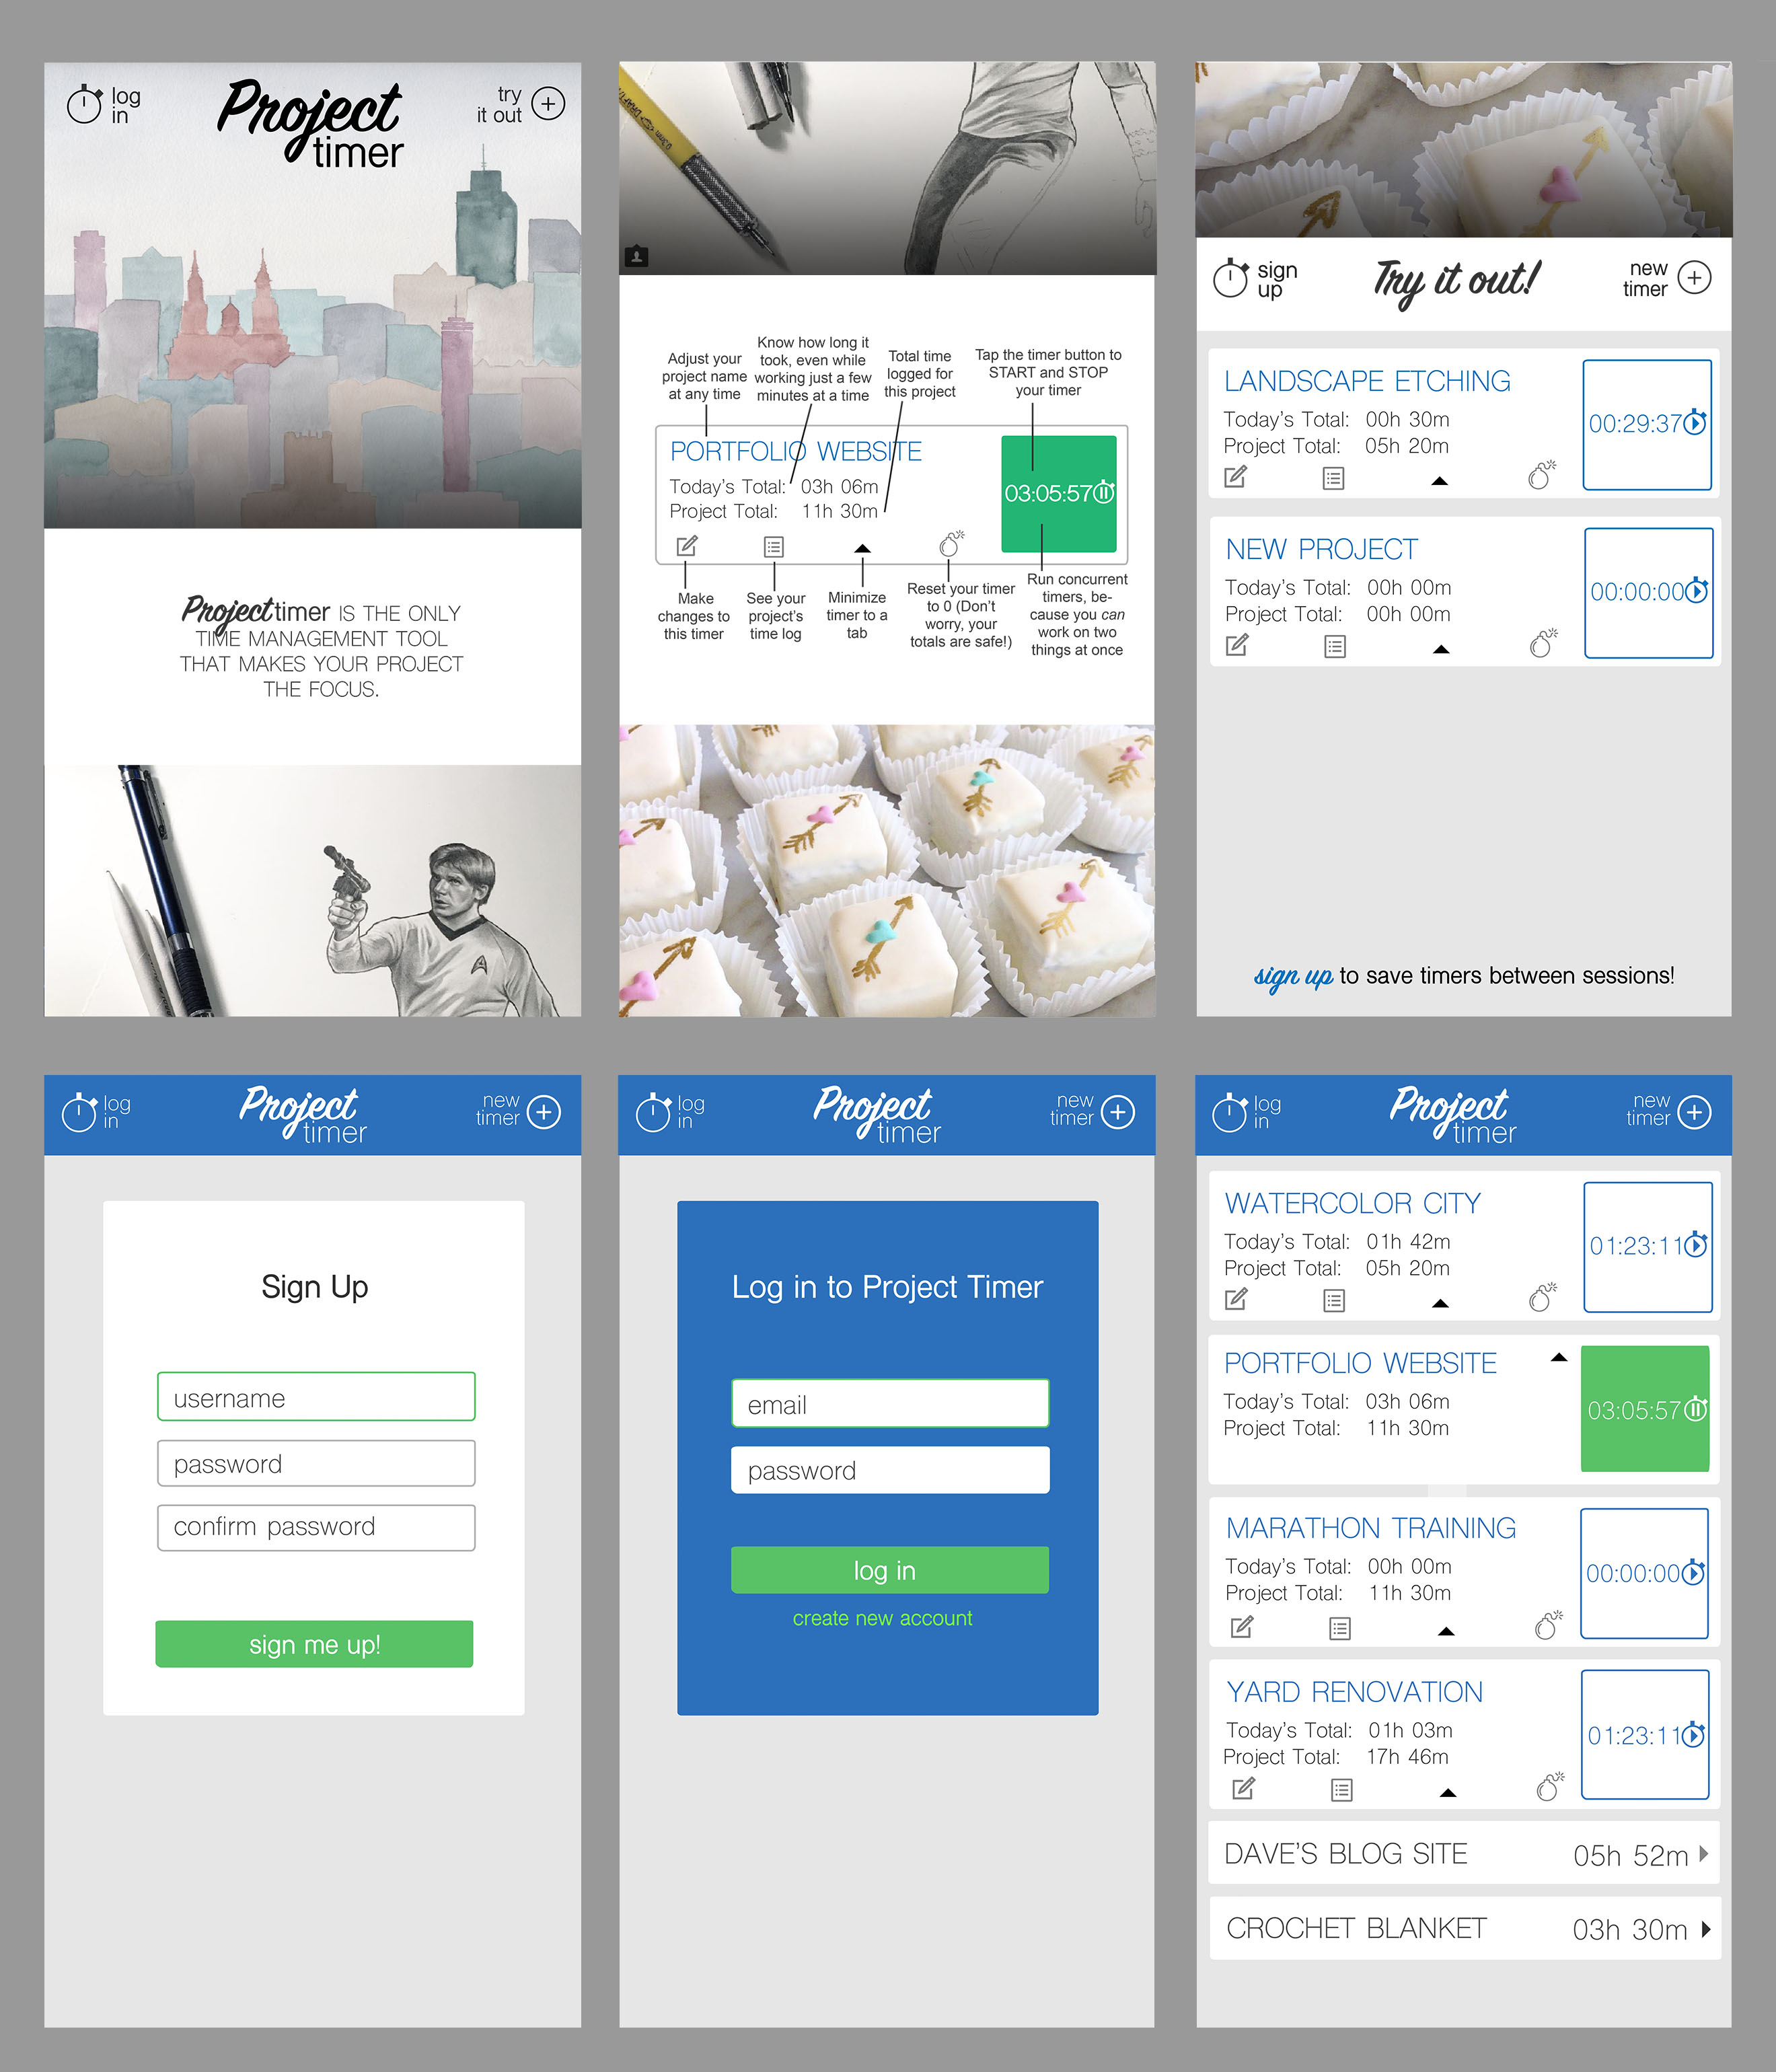 log
in
Project
timer
try
it out
Project timer IS THE ONLY
TIME MANAGEMENT TOOL
THAT MAKES YOUR PROJECT
THE FOCUS.
Adjust your
project name
at any time
Know how long it
took, even while
working just a few
minutes at a time
Total time
logged for
this project
Tap the timer button to
START and STOP
your timer
PORTFOLIO WEBSITE
Today's Total: 03h 06m
Project Total: 11h 30m
03:05:57
Make
changes to
this timer
See your
project's
time log
Minimize
timer to a
tab
Reset your timer
to 0 (Don't
worry, your
totals are safe!)
Run concurrent
timers, be-
cause you can
work on two
things at once
sign
up
Try it out!
new
timer
LANDSCAPE ETCHING
Today's Total: 00h 30m
Project Total: 05h 20m
00:29:37
NEW PROJECT
Today's Total: 00h 00m
Project Total: 00h 00m
00:00:00
sign up to save timers between sessions!
log
in
Project
timer
new
timer
Sign Up
username
password
confirm password
sign me up!
log
in
Project
timer
new
timer
Log in to Project Timer
email
password
log in
create new account
log
in
Project
timer
new
timer
WATERCOLOR CITY
Today's Total: 01h 42m
Project Total: 05h 20m
01:23:11
PORTFOLIO WEBSITE
Today's Total: 03h 06m
Project Total: 11h 30m
03:05:57
MARATHON TRAINING
Today's Total: 00h 00m
Project Total: 11h 30m
00:00:00
YARD RENOVATION
Today's Total: 01h 03m
Project Total: 17h 46m
01:23:11
DAVE'S BLOG SITE 05h 52m
CROCHET BLANKET 03h 30m